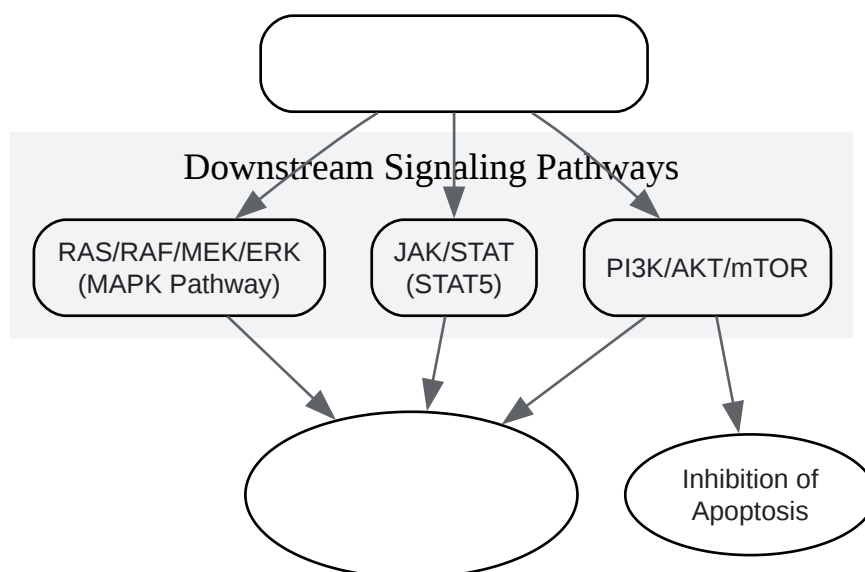 Downstream Signaling Pathways
RAS/RAF/MEK/ERK
(MAPK Pathway)
JAK/STAT
(STAT5)
PI3K/AKT/mTOR
Inhibition of
Apoptosis